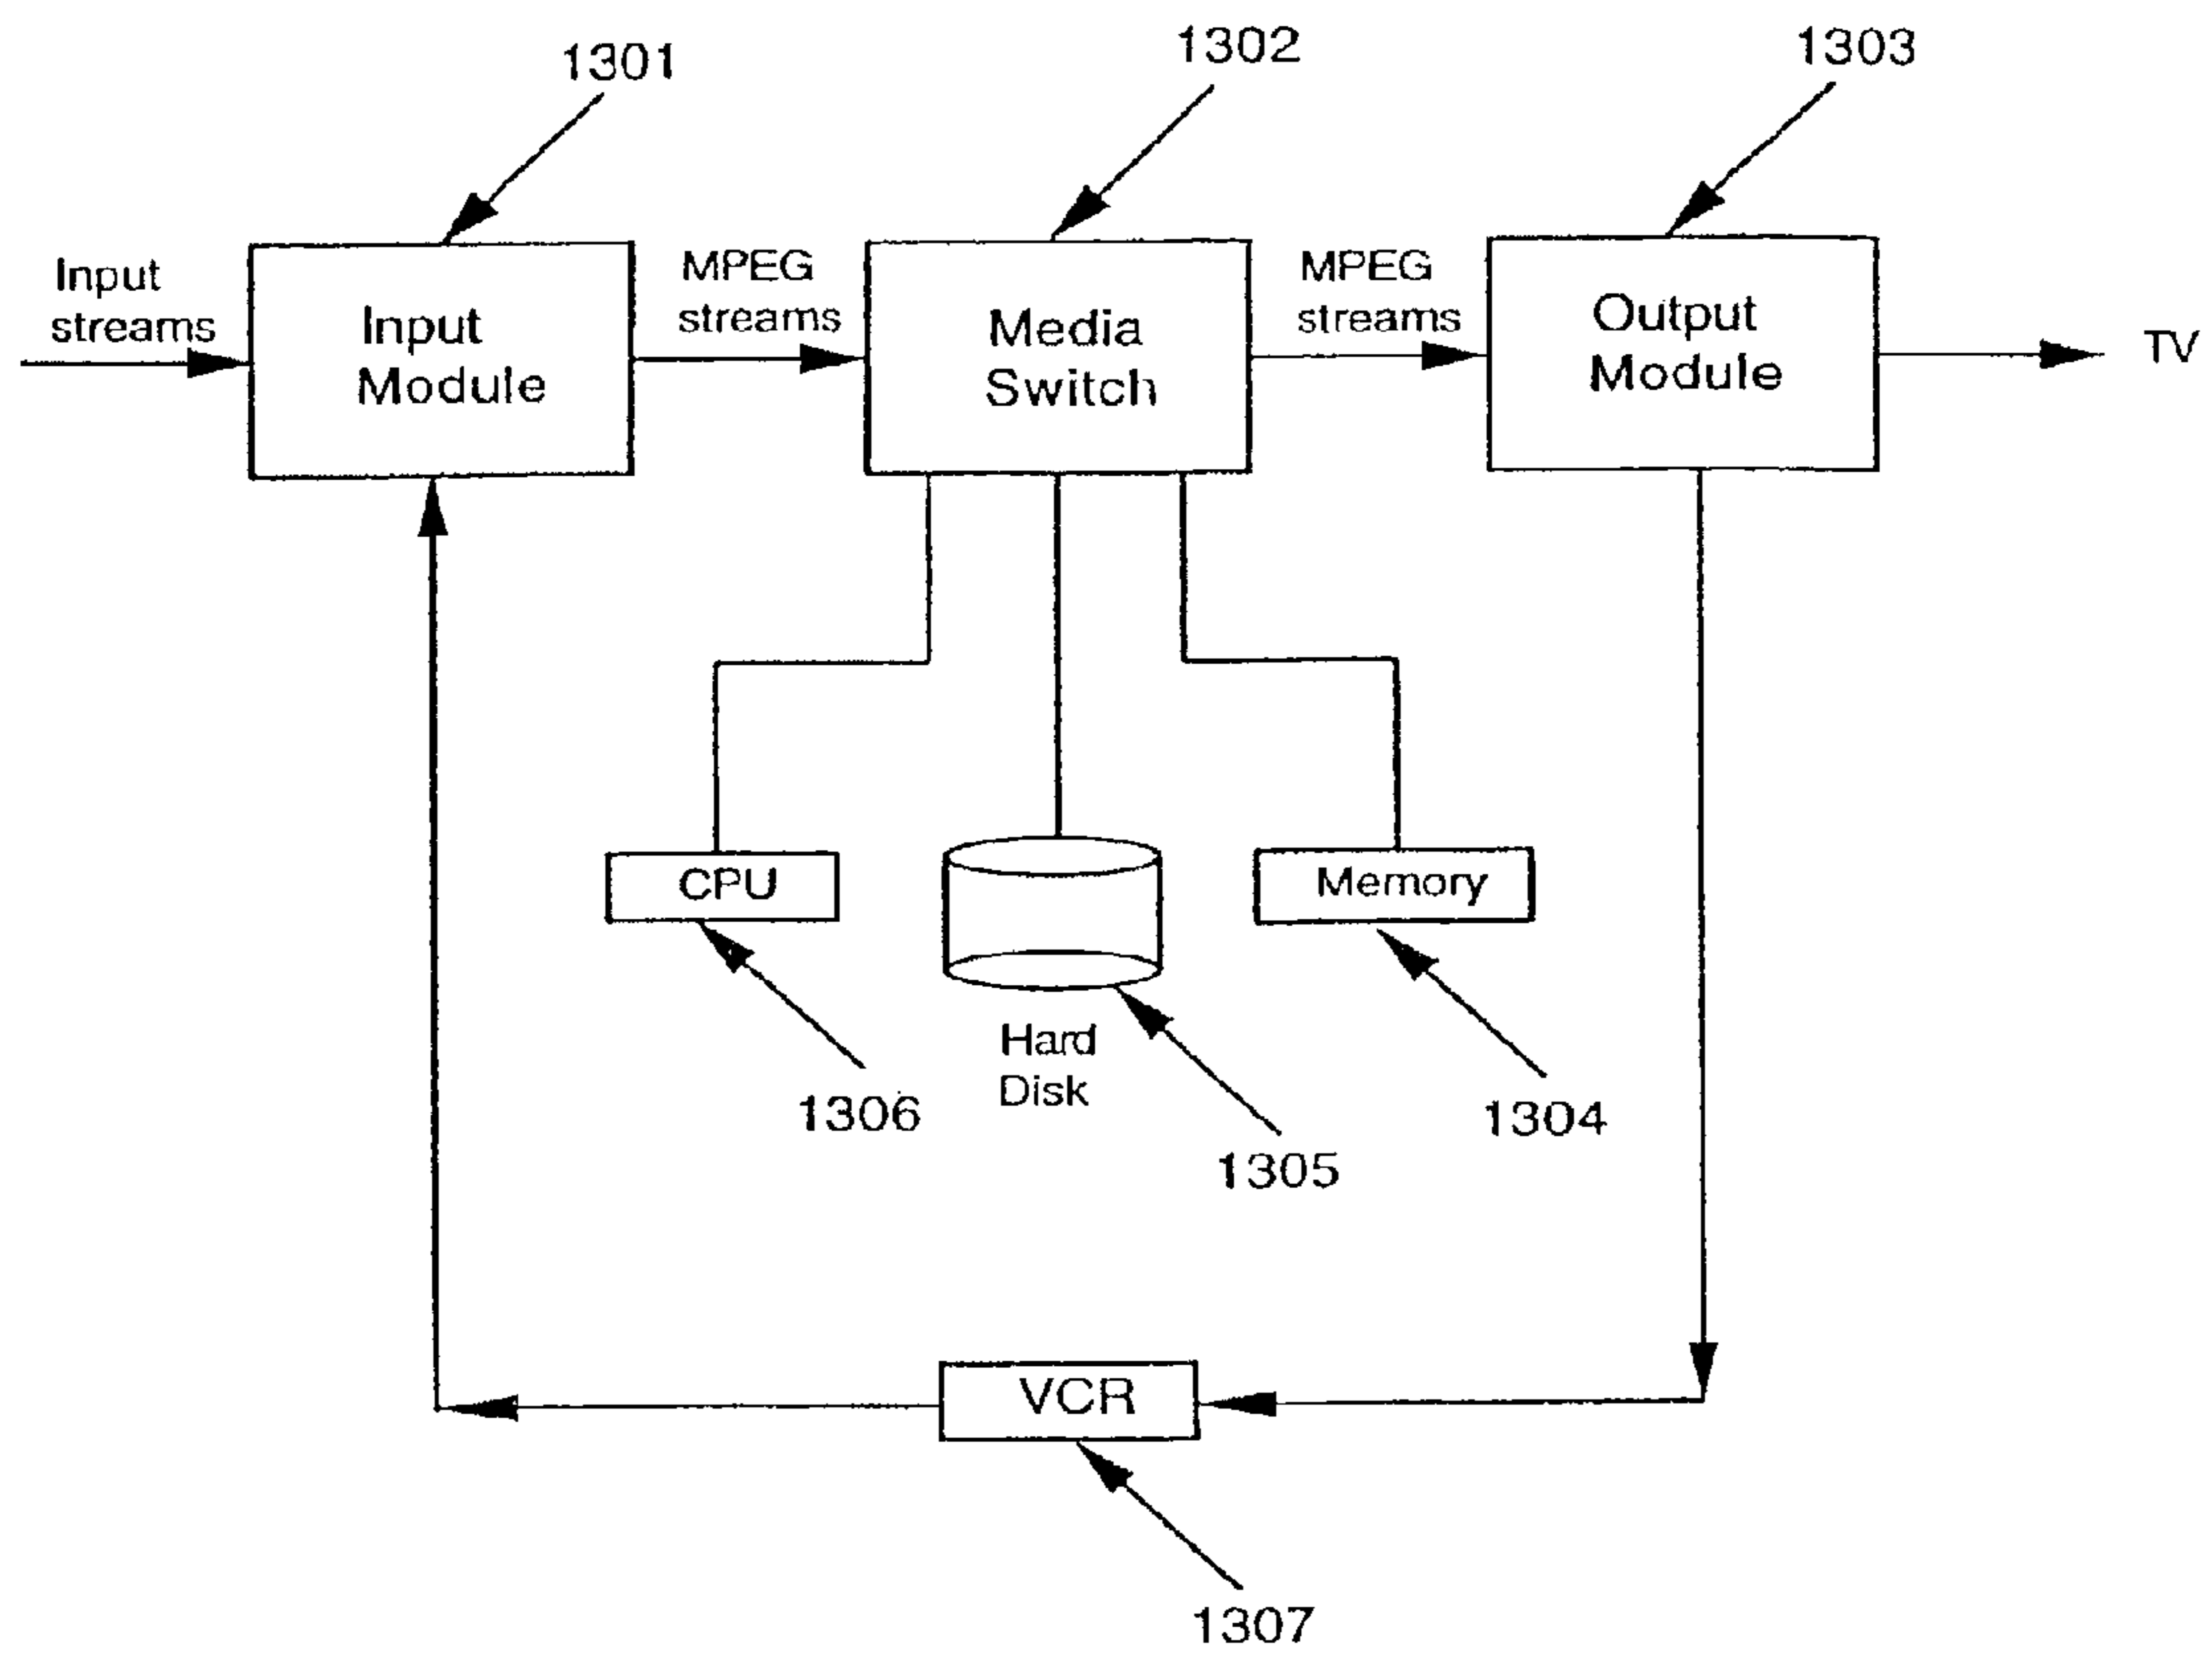 1301
1302
1303
Input
streams
Input
Module
MPEG
streams
Media
Switch
MPEG
streams
Output
Module
TV
CPU
Memory
Hard
Disk
1306
1305
1304
VCR
1307